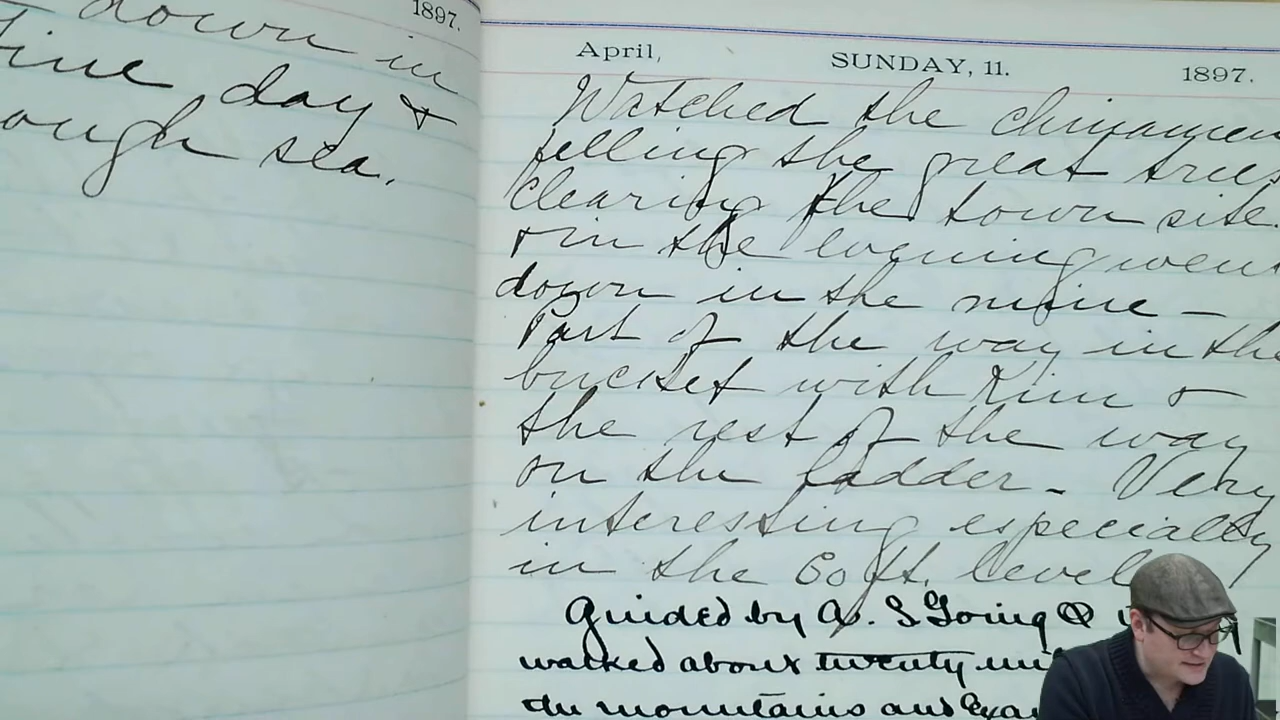 1897.
down in
Fine day &
ough sea.
April, SUNDAY, 11. 1897.
Watched the chinamen
felling the great trees
Clearing the town site.
& in the evening went
down in the mine –
Part of the way in the
bucket with Kim &
the rest of the way
on the ladder – Very
interesting especially
in the 60 ft. level
Guided by A. S Going &
walked about twenty
the mountains and